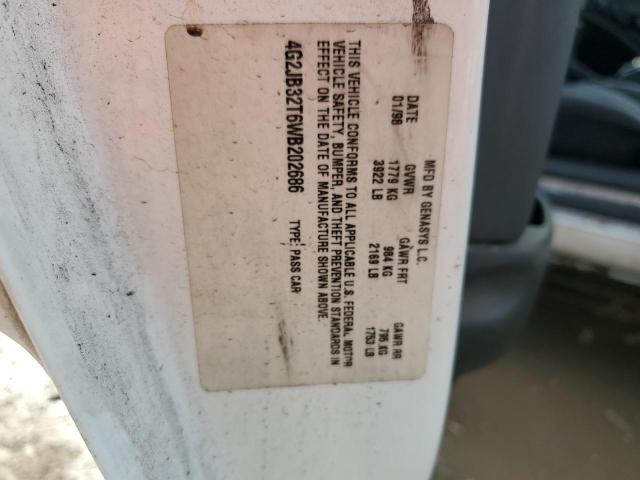 MFD BY GENASYS L.C.
DATE GVWR GAWR FRT GAWR RR
01/98 1779 KG 984 KG 795 KG
3922 LB 2169 LB 1753 LB
THIS VEHICLE CONFORMS TO ALL APPLICABLE U.S. FEDERAL MOTOR
VEHICLE SAFETY, BUMPER, AND THEFT PREVENTION STANDARDS IN
EFFECT ON THE DATE OF MANUFACTURE SHOWN ABOVE.
4G2JB32T6WB202686 TYPE: PASS CAR